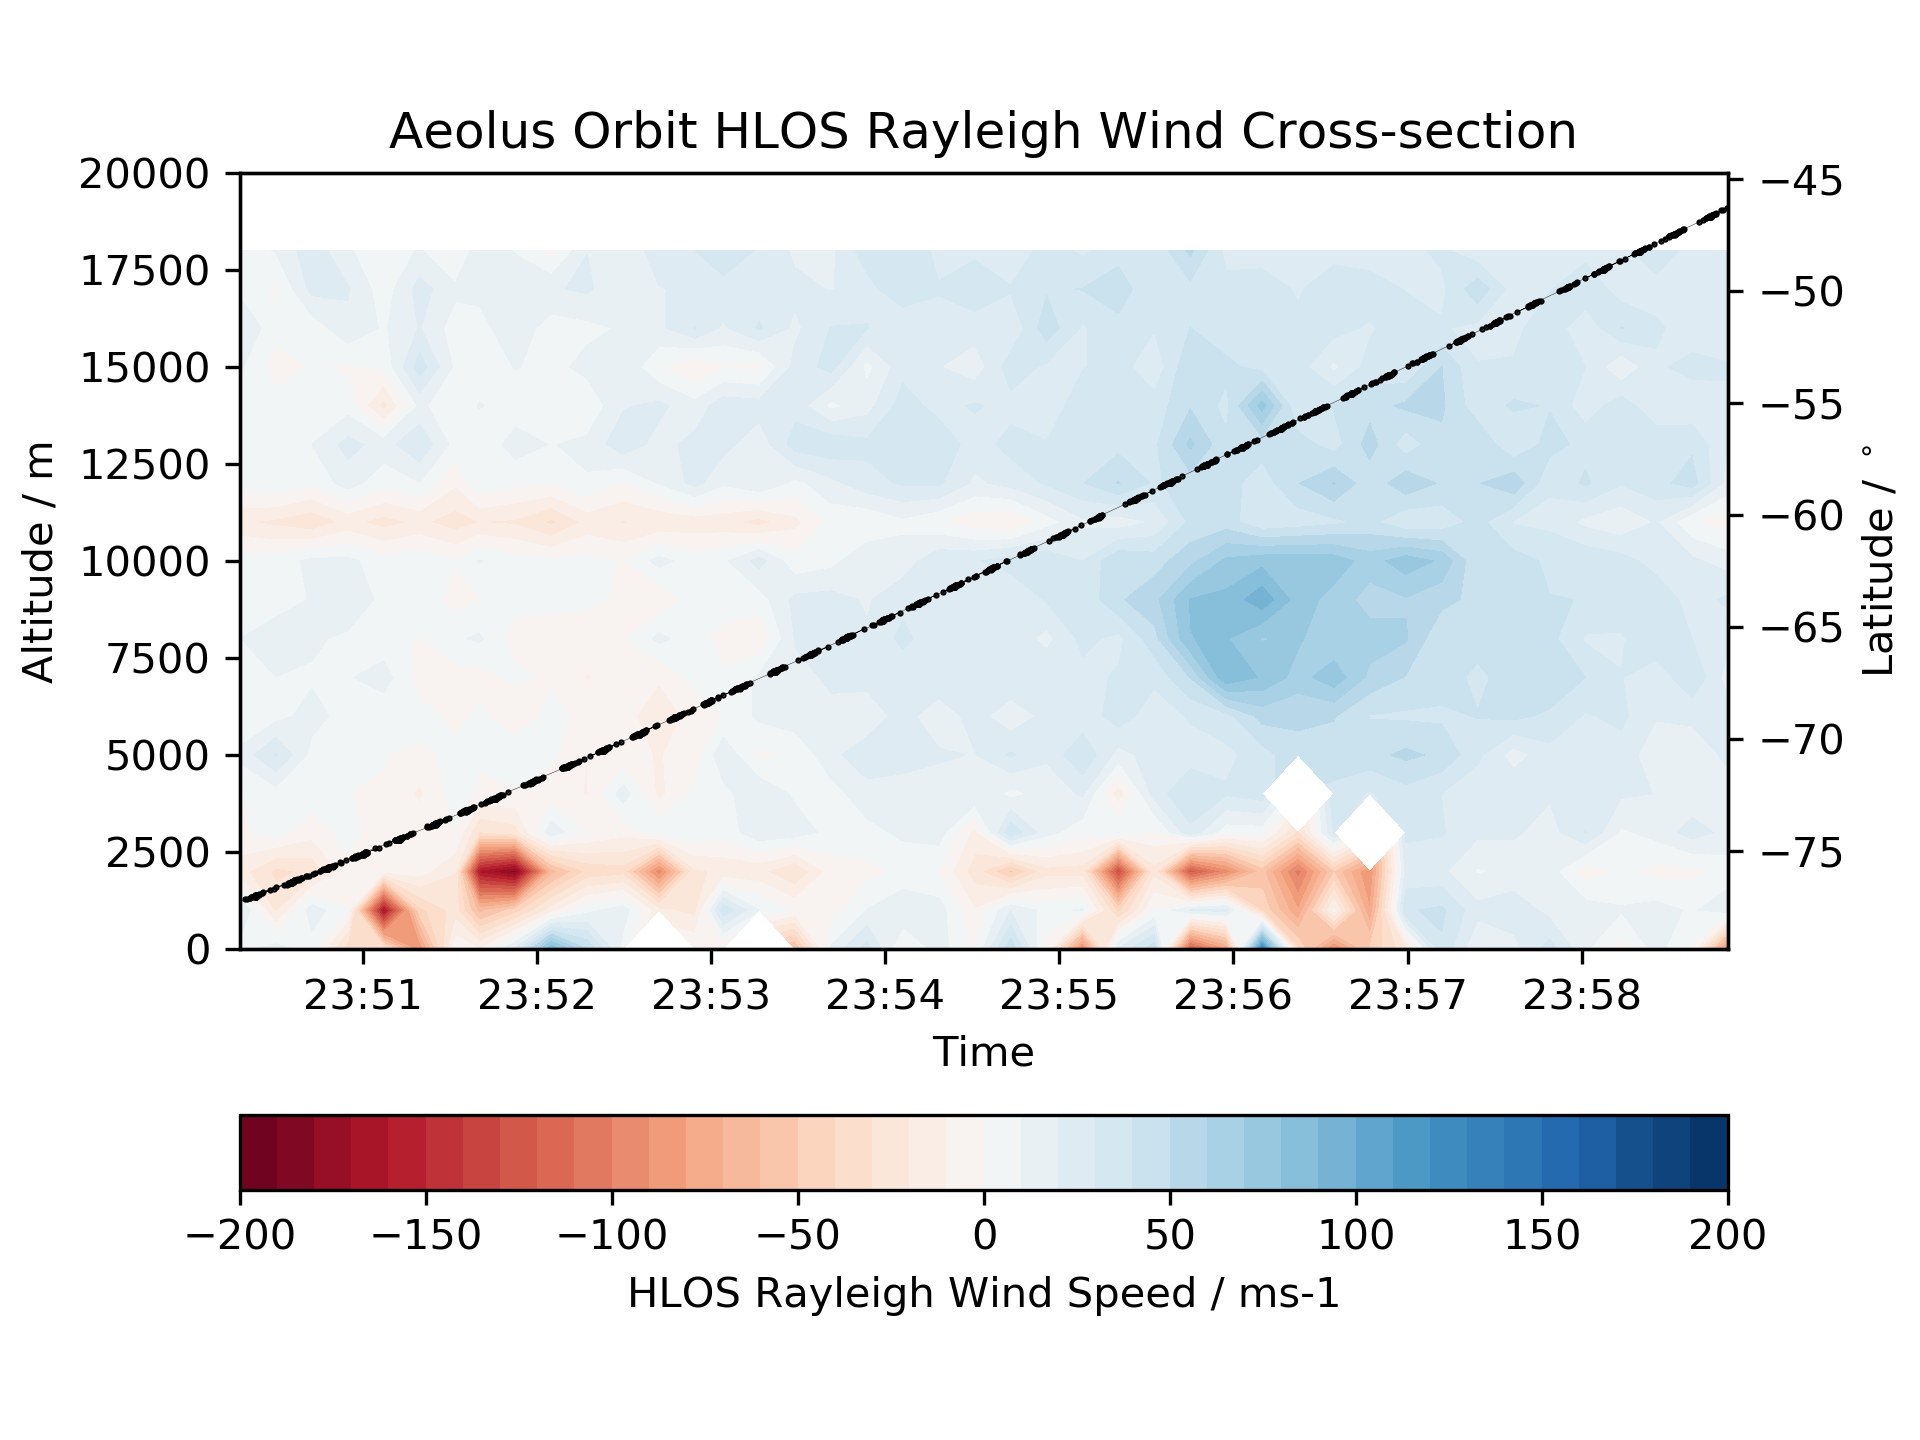 Aeolus Orbit HLOS Rayleigh Wind Cross-section
20000
17500
15000
12500
10000
7500
5000
2500
0
Altitude / m
−45
−50
−55
−60
−65
−70
−75
Latitude / °
23:51 23:52 23:53 23:54 23:55 23:56 23:57 23:58
Time
−200 −150 −100 −50 0 50 100 150 200
HLOS Rayleigh Wind Speed / ms-1